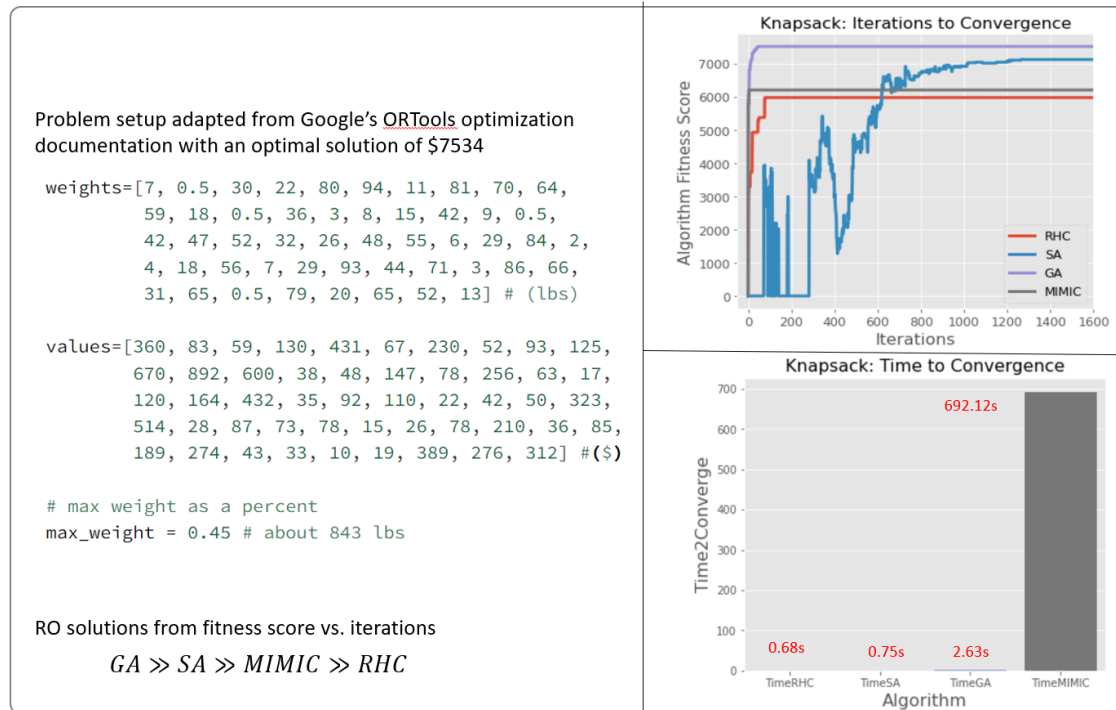 Problem setup adapted from Google's ORTools optimization
documentation with an optimal solution of $7534
weights=[7, 0.5, 30, 22, 80, 94, 11, 81, 70, 64,
59, 18, 0.5, 36, 3, 8, 15, 42, 9, 0.5,
42, 47, 52, 32, 26, 48, 55, 6, 29, 84, 2,
4, 18, 56, 7, 29, 93, 44, 71, 3, 86, 66,
31, 65, 0.5, 79, 20, 65, 52, 13] # (lbs)
values=[360, 83, 59, 130, 431, 67, 230, 52, 93, 125,
670, 892, 600, 38, 48, 147, 78, 256, 63, 17,
120, 164, 432, 35, 92, 110, 22, 42, 50, 323,
514, 28, 87, 73, 78, 15, 26, 78, 210, 36, 85,
189, 274, 43, 33, 10, 19, 389, 276, 312] #($)
# max weight as a percent
max_weight = 0.45 # about 843 lbs
RO solutions from fitness score vs. iterations
GA ≫ SA ≫ MIMIC ≫ RHC
Knapsack: Iterations to Convergence
Algorithm Fitness Score
7000
6000
5000
4000
3000
2000
1000
0
RHC
SA
GA
MIMIC
0 200 400 600 800 1000 1200 1400 1600
Iterations
Knapsack: Time to Convergence
Time2Converge
700
600
500
400
300
200
100
0
692.12s
0.68s 0.75s 2.63s
TimeRHC TimeSA TimeGA TimeMIMIC
Algorithm